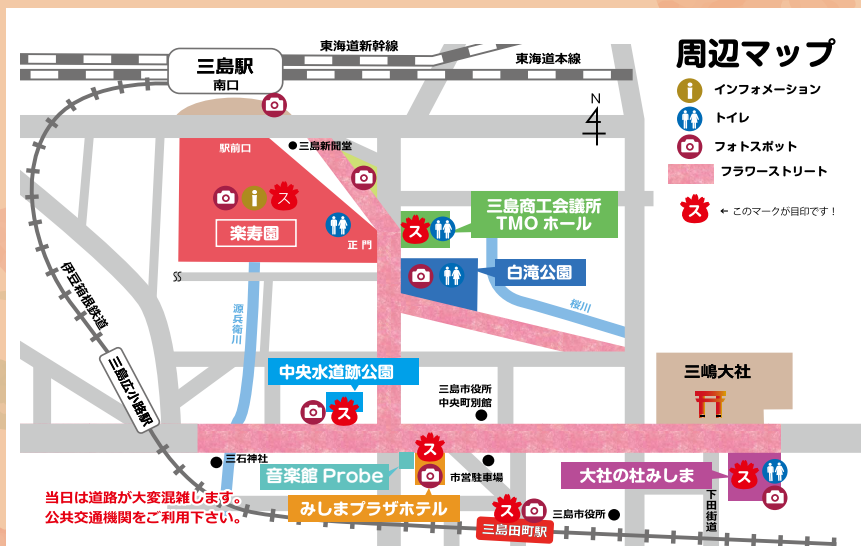 東海道新幹線
東海道本線
三島駅
南口
周辺マップ
i インフォメーション
トイレ
フォトスポット
フラワーストリート
ス ← このマークが目印です!
N
駅前口
三島新聞堂
i
ス
楽寿園
正門
ス
三島商工会議所
TMO ホール
白滝公園
桜川
源兵衛川
伊豆箱根鉄道
三島広小路駅
中央水道跡公園
ス
三島市役所
中央町別館
三嶋大社
三石神社
音楽館 Probe
ス
みしまプラザホテル
市営駐車場
大社の杜みしま
ス
下田街道
当日は道路が大変混雑します。
公共交通機関をご利用下さい。
ス
三島田町駅
三島市役所